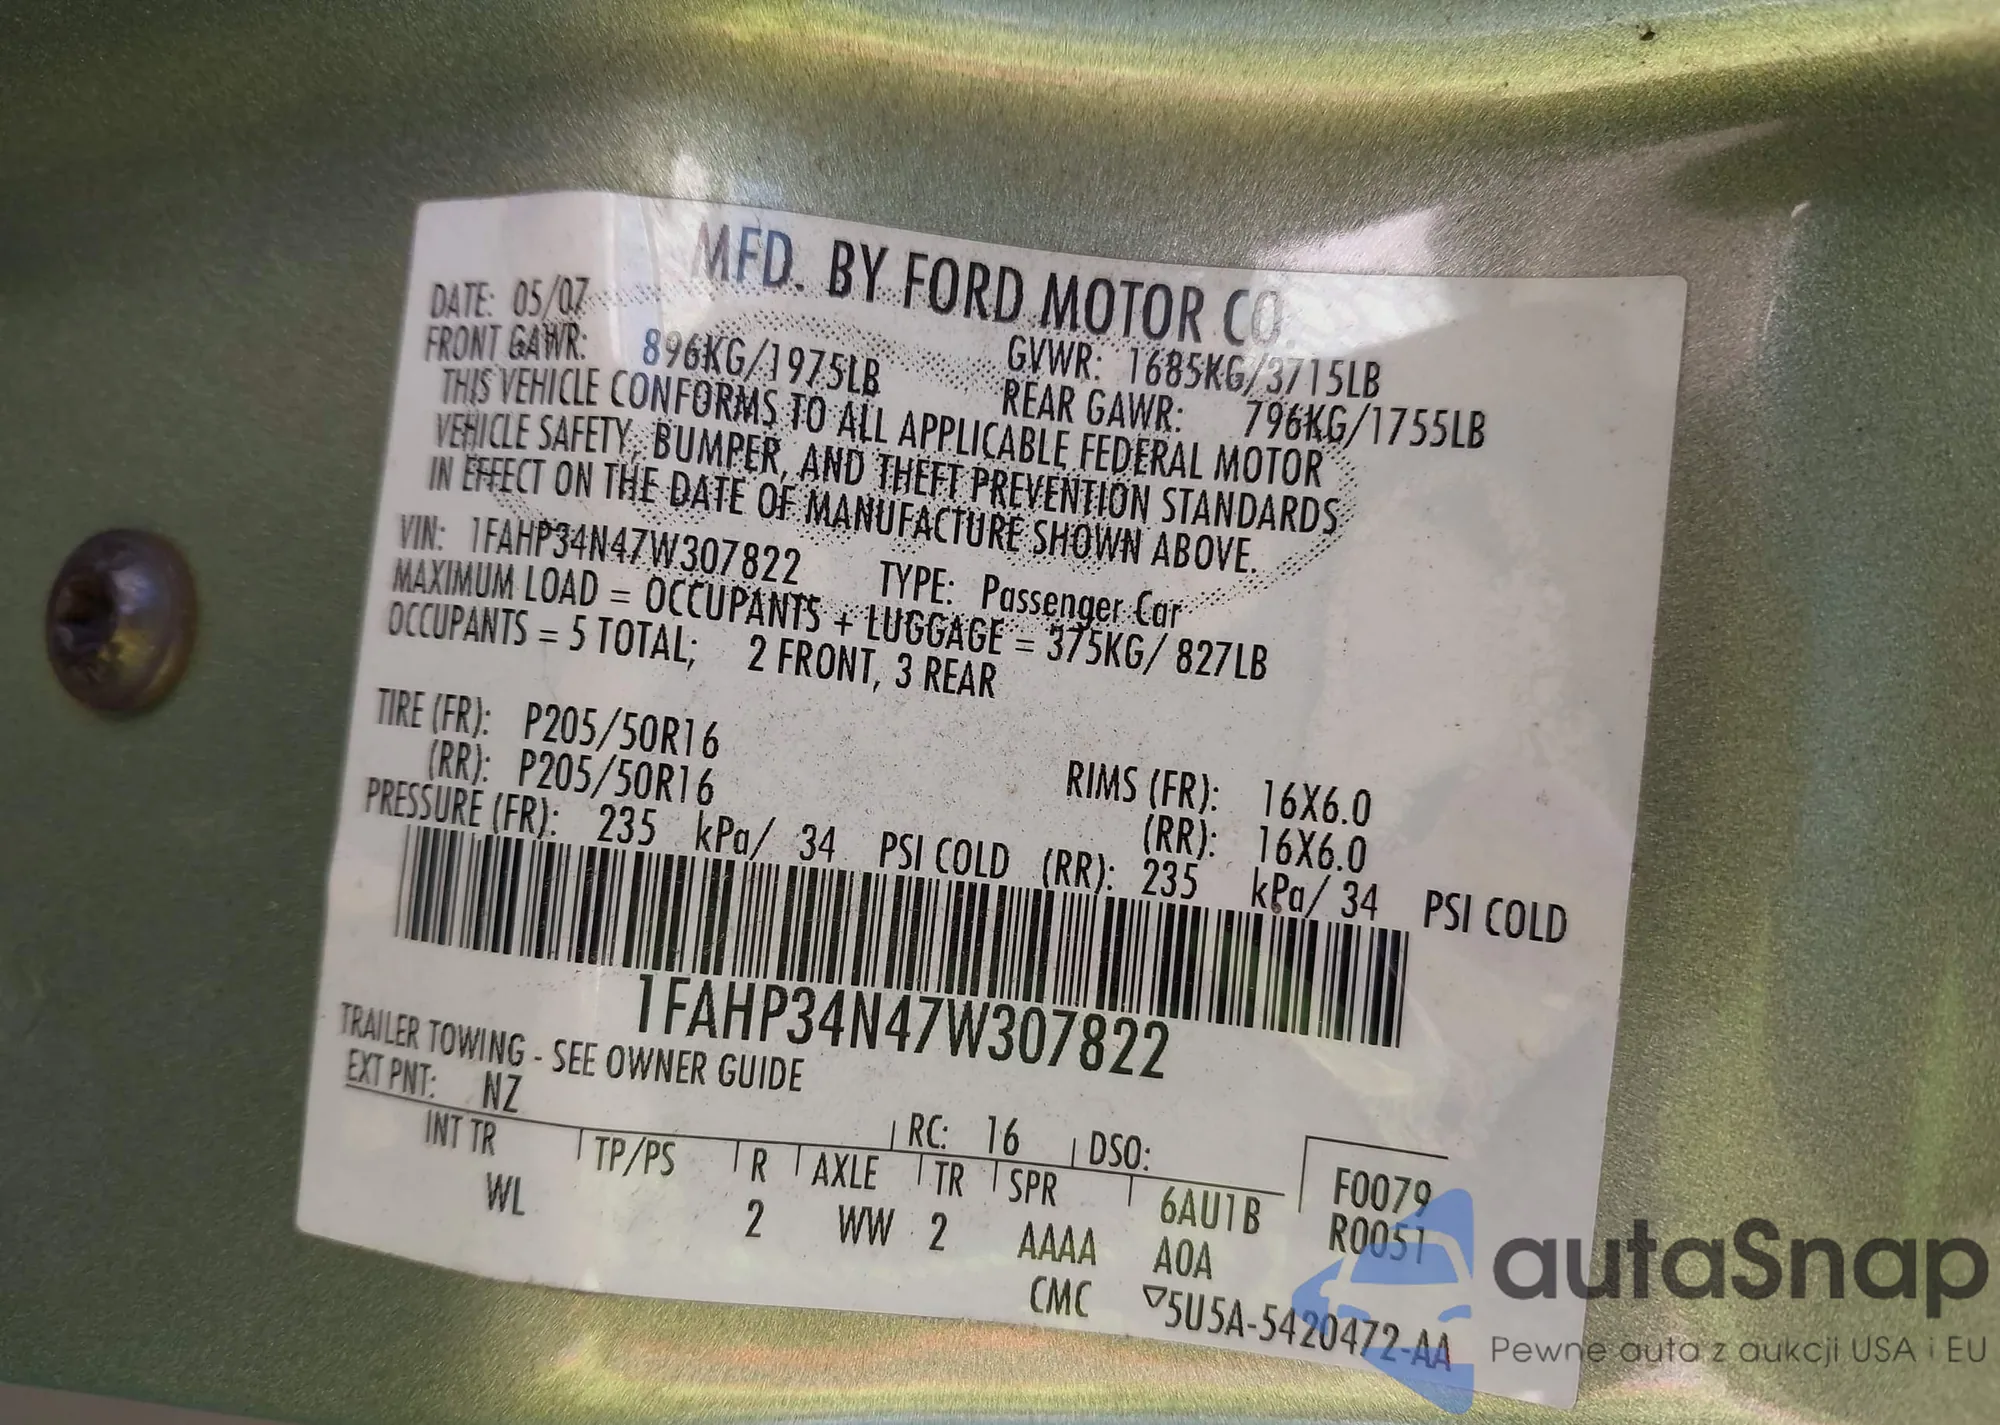 MFD. BY FORD MOTOR CO.
DATE: 05/07 GVWR: 1685KG/3715LB
FRONT GAWR: 896KG/1975LB REAR GAWR: 796KG/1755LB
THIS VEHICLE CONFORMS TO ALL APPLICABLE FEDERAL MOTOR
VEHICLE SAFETY, BUMPER, AND THEFT PREVENTION STANDARDS
IN EFFECT ON THE DATE OF MANUFACTURE SHOWN ABOVE.
VIN: 1FAHP34N47W307822 TYPE: Passenger Car
MAXIMUM LOAD = OCCUPANTS + LUGGAGE = 375KG/ 827LB
OCCUPANTS = 5 TOTAL; 2 FRONT, 3 REAR
TIRE (FR): P205/50R16 RIMS (FR): 16X6.0
(RR): P205/50R16 (RR): 16X6.0
PRESSURE (FR): 235 kPa/ 34 PSI COLD (RR): 235 kPa/ 34 PSI COLD
1FAHP34N47W307822
TRAILER TOWING - SEE OWNER GUIDE
EXT PNT: NZ RC: 16 DSO: F0079
INT TR TP/PS R AXLE TR SPR 6AU1B R0051
WL 2 WW 2 AAAA A0A
CMC ▽5U5A-5420472-AA
autaSnap
Pewne auta z aukcji USA i EU